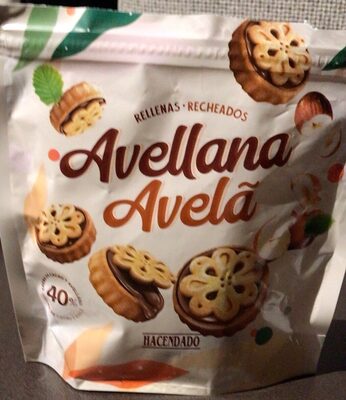 RELLENAS • RECHEADOS
Avellana
Avelã
40%
HACENDADO